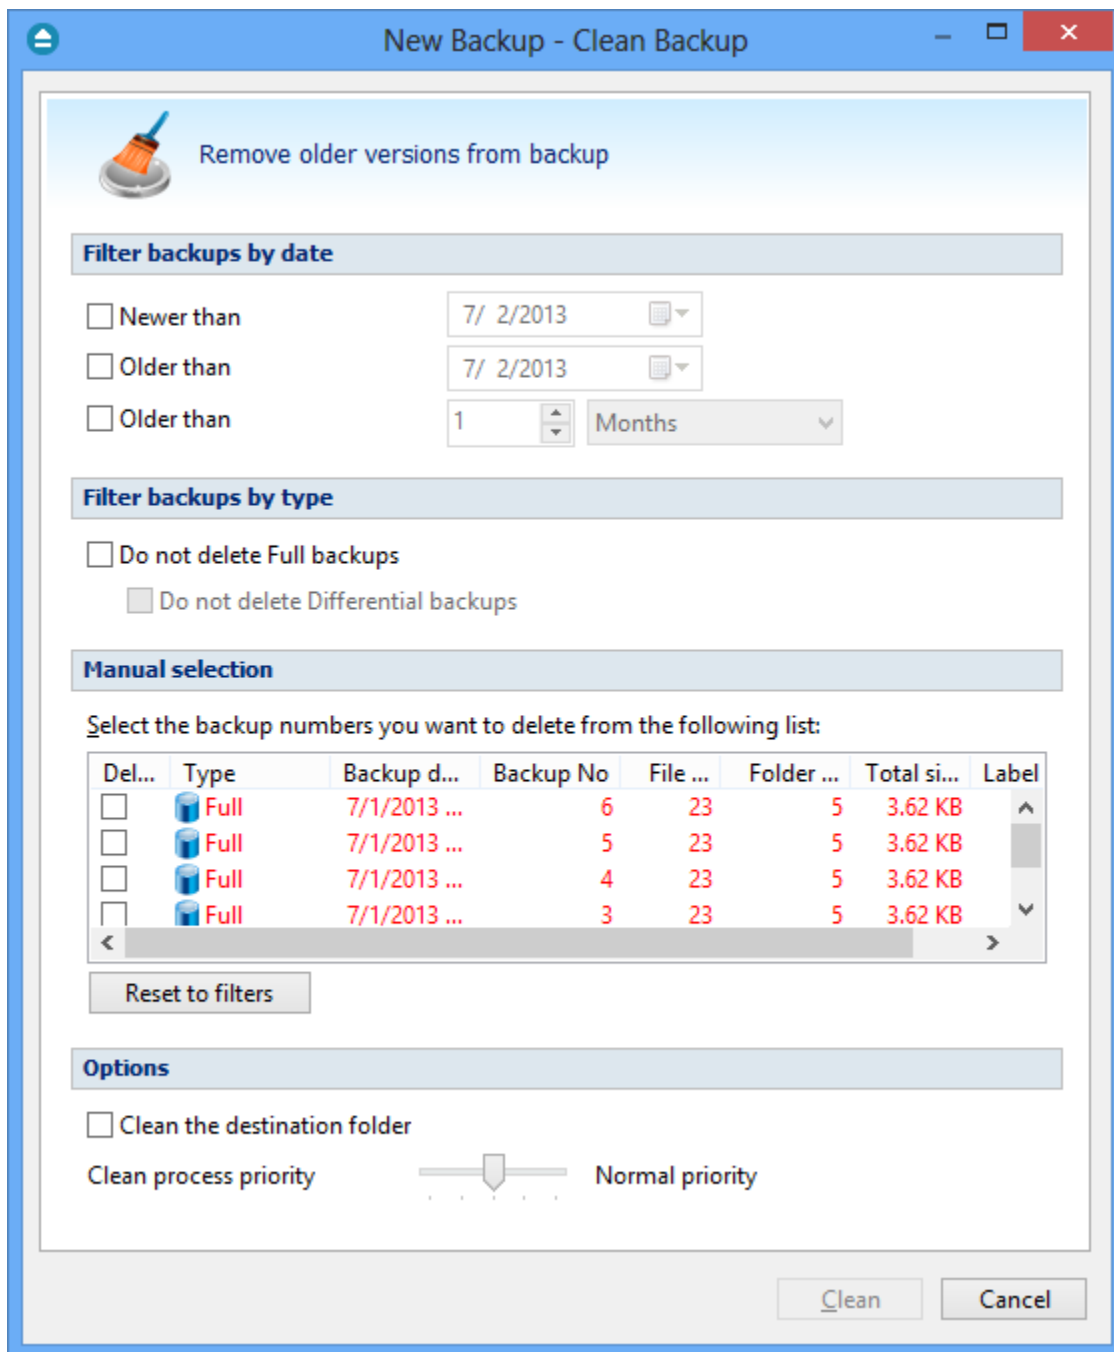 New Backup - Clean Backup
Remove older versions from backup
Filter backups by date
Newer than 7/ 2/2013
Older than 7/ 2/2013
Older than 1 Months
Filter backups by type
Do not delete Full backups
Do not delete Differential backups
Manual selection
Select the backup numbers you want to delete from the following list:
Del... Type Backup d... Backup No File ... Folder ... Total si... Label
Full 7/1/2013 ... 6 23 5 3.62 KB
Full 7/1/2013 ... 5 23 5 3.62 KB
Full 7/1/2013 ... 4 23 5 3.62 KB
Full 7/1/2013 ... 3 23 5 3.62 KB
Reset to filters
Options
Clean the destination folder
Clean process priority Normal priority
Clean Cancel